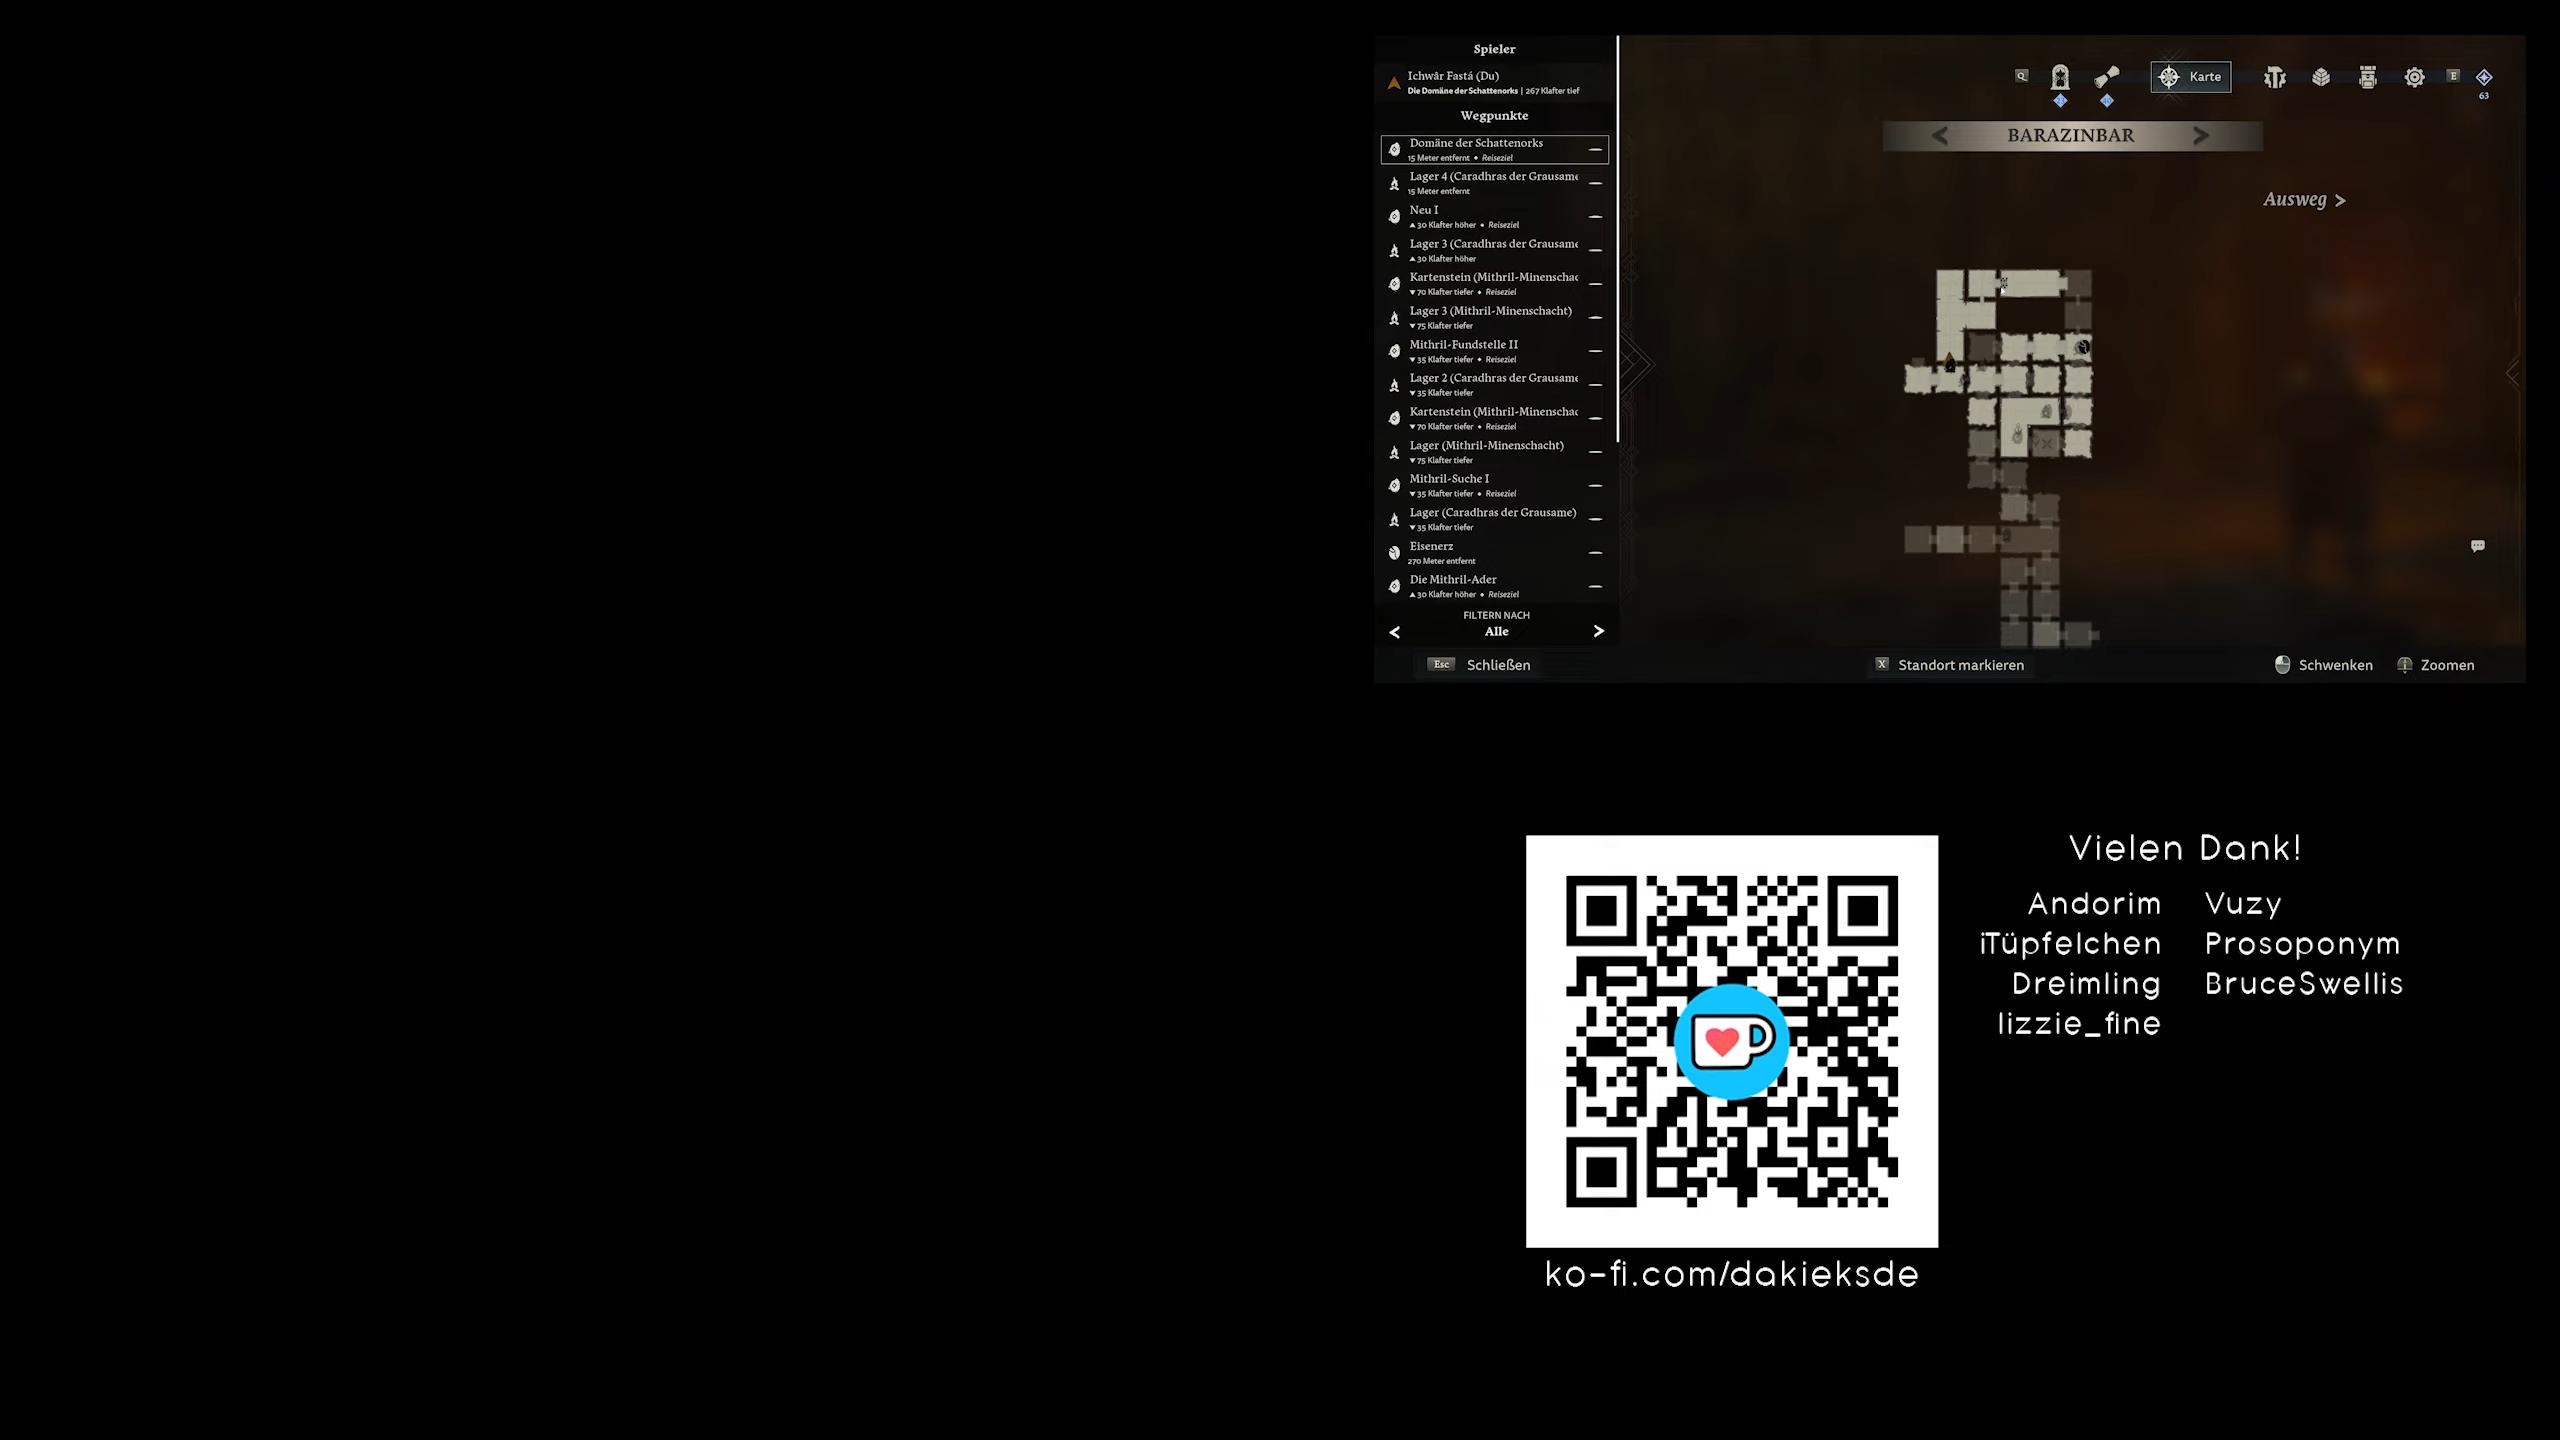 Spieler
Ichwâr Fastá (Du)
Die Domäne der Schattenorks | 267 Klafter tief
Wegpunkte
Domäne der Schattenorks
15 Meter entfernt • Reiseziel
Lager 4 (Caradhras der Grausame
15 Meter entfernt
Neu I
30 Klafter höher • Reiseziel
Lager 3 (Caradhras der Grausame
30 Klafter höher
Kartenstein (Mithril-Minenschac
70 Klafter tiefer • Reiseziel
Lager 3 (Mithril-Minenschacht)
75 Klafter tiefer
Mithril-Fundstelle II
35 Klafter tiefer • Reiseziel
Lager 2 (Caradhras der Grausame
35 Klafter tiefer
Kartenstein (Mithril-Minenschac
70 Klafter tiefer • Reiseziel
Lager (Mithril-Minenschacht)
75 Klafter tiefer
Mithril-Suche I
35 Klafter tiefer • Reiseziel
Lager (Caradhras der Grausame)
35 Klafter tiefer
Eisenerz
270 Meter entfernt
Die Mithril-Ader
30 Klafter höher • Reiseziel
FILTERN NACH
Alle
Esc Schließen
Q Karte E
63
BARAZINBAR
Ausweg >
X Standort markieren
Schwenken Zoomen
ko-fi.com/dakieksde
Vielen Dank!
Andorim Vuzy
iTüpfelchen Prosoponym
Dreimling BruceSwellis
lizzie_fine